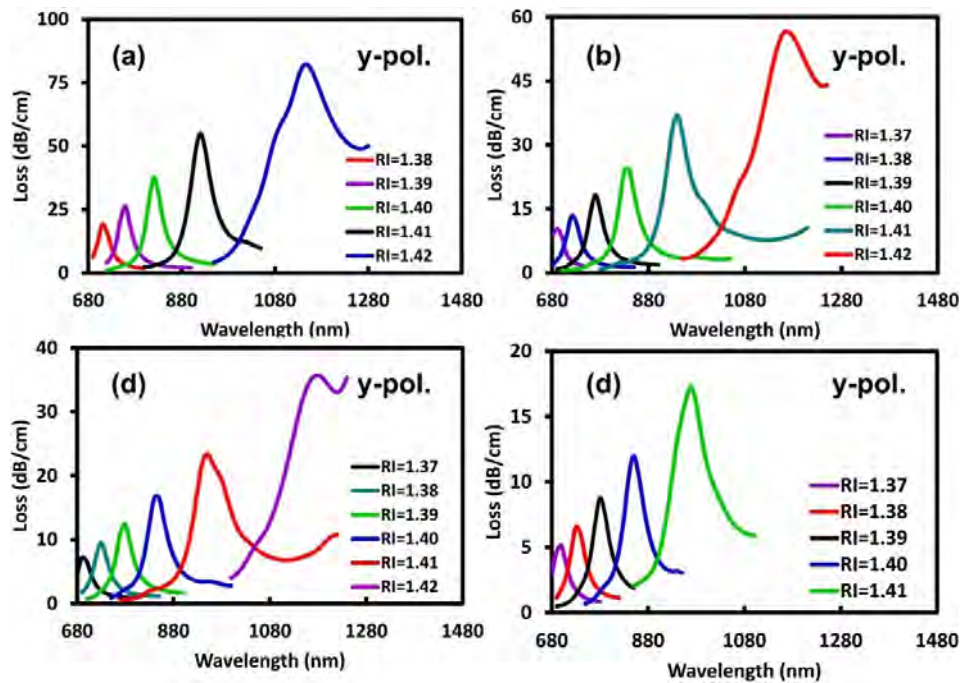 100
75
50
25
0
Loss (dB/cm)
(a)
y-pol.
RI=1.38
RI=1.39
RI=1.40
RI=1.41
RI=1.42
680 880 1080 1280 1480
Wavelength (nm)
60
45
30
15
0
Loss (dB/cm)
(b)
y-pol.
RI=1.37
RI=1.38
RI=1.39
RI=1.40
RI=1.41
RI=1.42
680 880 1080 1280 1480
Wavelength (nm)
40
30
20
10
0
Loss (dB/cm)
(d)
y-pol.
RI=1.37
RI=1.38
RI=1.39
RI=1.40
RI=1.41
RI=1.42
680 880 1080 1280 1480
Wavelength (nm)
20
15
10
5
0
Loss (dB/cm)
(d)
y-pol.
RI=1.37
RI=1.38
RI=1.39
RI=1.40
RI=1.41
680 880 1080 1280 1480
Wavelength (nm)